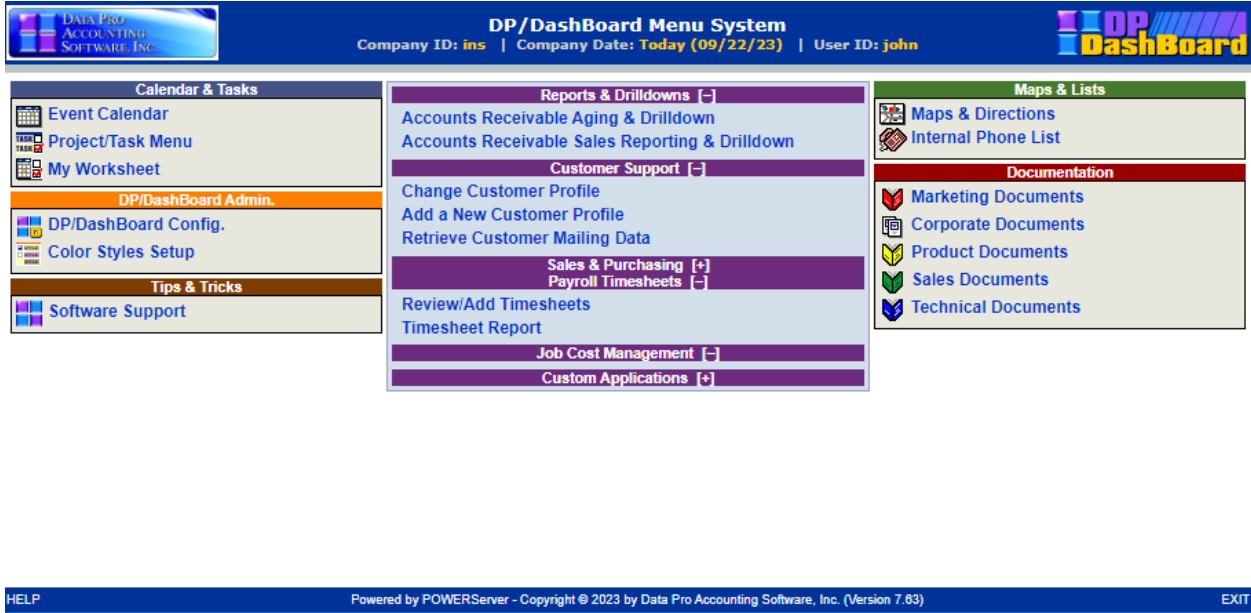 DATA PRO
ACCOUNTING
SOFTWARE, INC.
DP/DashBoard Menu System
Company ID: ins | Company Date: Today (09/22/23) | User ID: john
DP
DashBoard
Calendar & Tasks
Event Calendar
TASK
TASK
Project/Task Menu
My Worksheet
DP/DashBoard Admin.
DP/DashBoard Config.
Color Styles Setup
Tips & Tricks
Software Support
Reports & Drilldowns [–]
Accounts Receivable Aging & Drilldown
Accounts Receivable Sales Reporting & Drilldown
Customer Support [–]
Change Customer Profile
Add a New Customer Profile
Retrieve Customer Mailing Data
Sales & Purchasing [+]
Payroll Timesheets [–]
Review/Add Timesheets
Timesheet Report
Job Cost Management [–]
Custom Applications [+]
Maps & Lists
Maps & Directions
Internal Phone List
Documentation
Marketing Documents
Corporate Documents
Product Documents
Sales Documents
Technical Documents
HELP
Powered by POWERServer - Copyright © 2023 by Data Pro Accounting Software, Inc. (Version 7.63)
EXIT